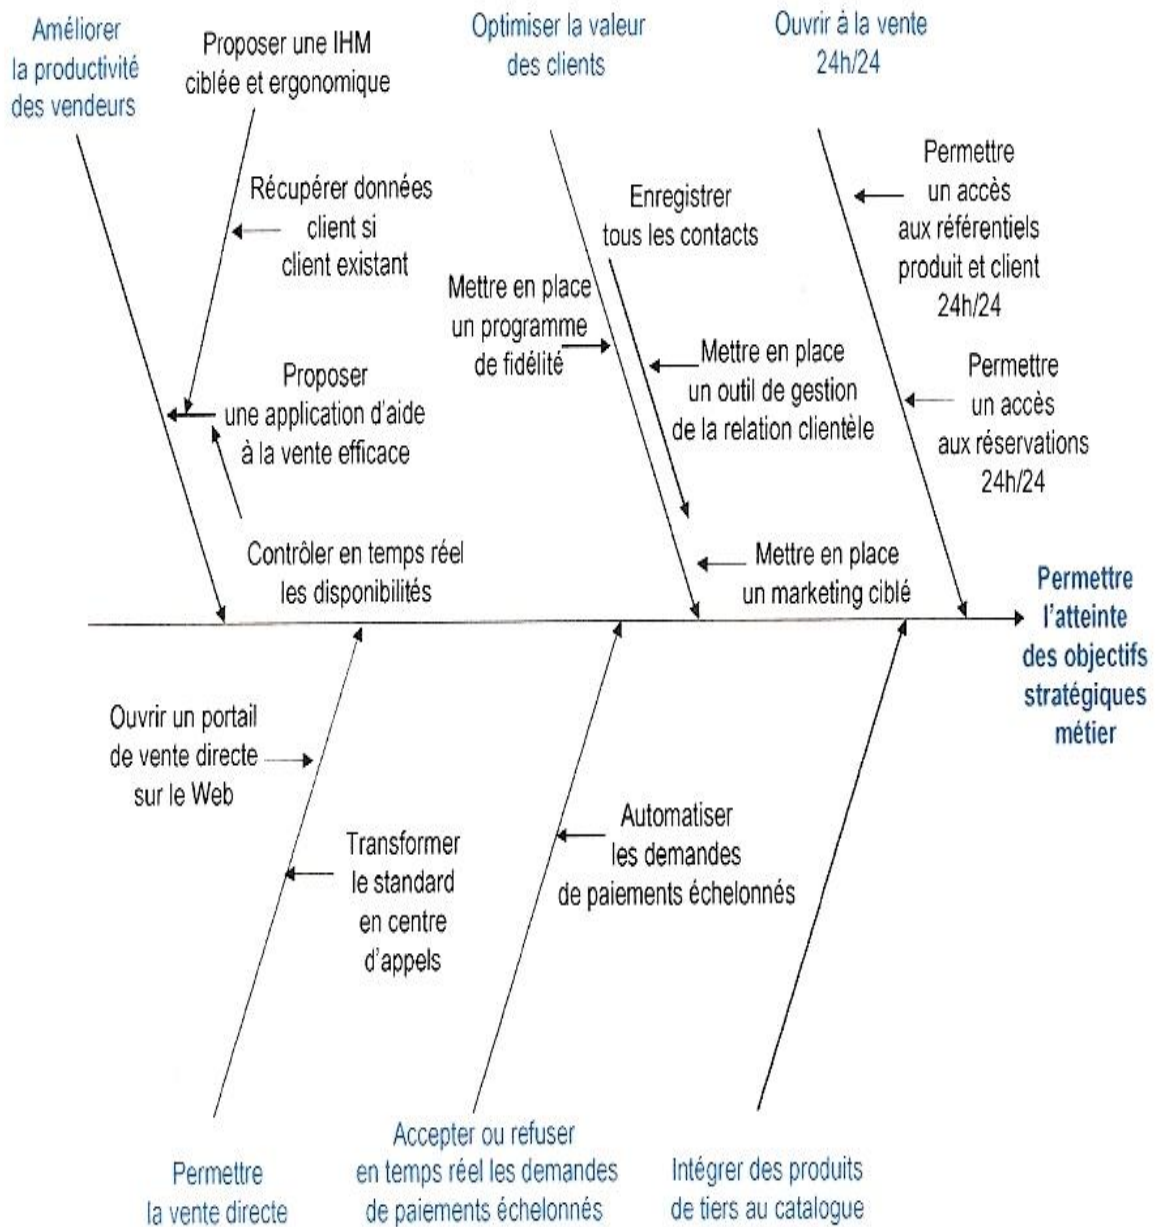 Améliorer
la productivité
des vendeurs
Proposer une IHM
ciblée et ergonomique
Récupérer données
client si
client existant
Proposer
une application d'aide
à la vente efficace
Contrôler en temps réel
les disponibilités
Optimiser la valeur
des clients
Enregistrer
tous les contacts
Mettre en place
un programme
de fidélité
Mettre en place
un outil de gestion
de la relation clientèle
Mettre en place
un marketing ciblé
Ouvrir à la vente
24h/24
Permettre
un accès
aux référentiels
produit et client
24h/24
Permettre
un accès
aux réservations
24h/24
Permettre
l'atteinte
des objectifs
stratégiques
métier
Ouvrir un portail
de vente directe
sur le Web
Transformer
le standard
en centre
d'appels
Permettre
la vente directe
Automatiser
les demandes
de paiements échelonnés
Accepter ou refuser
en temps réel les demandes
de paiements échelonnés
Intégrer des produits
de tiers au catalogue